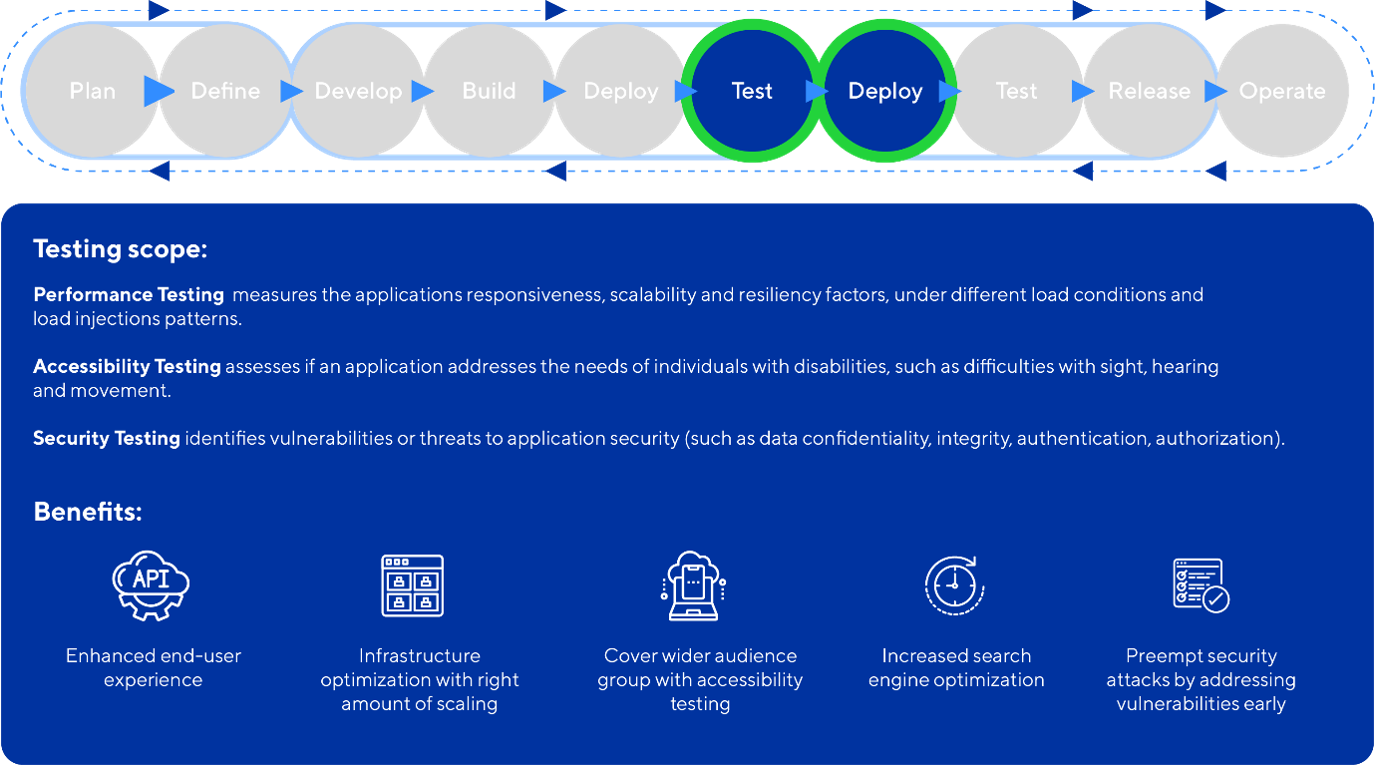 Plan Define Develop Build Deploy Test Deploy Test Release Operate
Testing scope:
Performance Testing measures the applications responsiveness, scalability and resiliency factors, under different load conditions and
load injections patterns.
Accessibility Testing assesses if an application addresses the needs of individuals with disabilities, such as difficulties with sight, hearing
and movement.
Security Testing identifies vulnerabilities or threats to application security (such as data confidentiality, integrity, authentication, authorization).
Benefits:
API
Enhanced end-user
experience
Infrastructure
optimization with right
amount of scaling
Cover wider audience
group with accessibility
testing
Increased search
engine optimization
Preempt security
attacks by addressing
vulnerabilities early